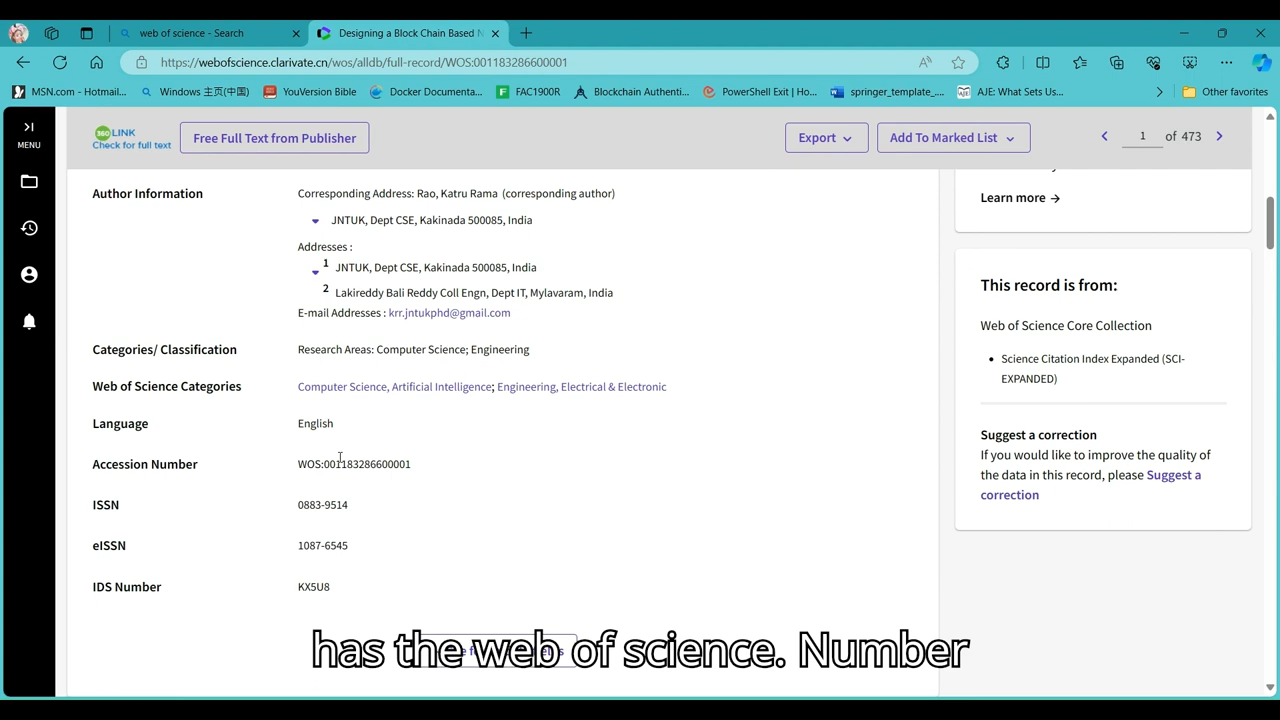 web of science - Search
Designing a Block Chain Based N
https://webofscience.clarivate.cn/wos/alldb/full-record/WOS:001183286600001
MSN.com - Hotmail...
Windows 主页(中国)
YouVersion Bible
Docker Documenta...
FAC1900R
Blockchain Authenti...
PowerShell Exit | Ho...
springer_template_...
AJE: What Sets Us...
Other favorites
MENU
360 LINK
Check for full text
Free Full Text from Publisher
Export
Add To Marked List
1 of 473
Author Information
Corresponding Address: Rao, Katru Rama (corresponding author)
JNTUK, Dept CSE, Kakinada 500085, India
Addresses :
1 JNTUK, Dept CSE, Kakinada 500085, India
2 Lakireddy Bali Reddy Coll Engn, Dept IT, Mylavaram, India
E-mail Addresses : krr.jntukphd@gmail.com
Categories/ Classification
Research Areas: Computer Science; Engineering
Web of Science Categories
Computer Science, Artificial Intelligence; Engineering, Electrical & Electronic
Language
English
Accession Number
WOS:001183286600001
ISSN
0883-9514
eISSN
1087-6545
IDS Number
KX5U8
Learn more →
This record is from:
Web of Science Core Collection
• Science Citation Index Expanded (SCI-
EXPANDED)
Suggest a correction
If you would like to improve the quality of
the data in this record, please Suggest a
correction
has the web of science. Number